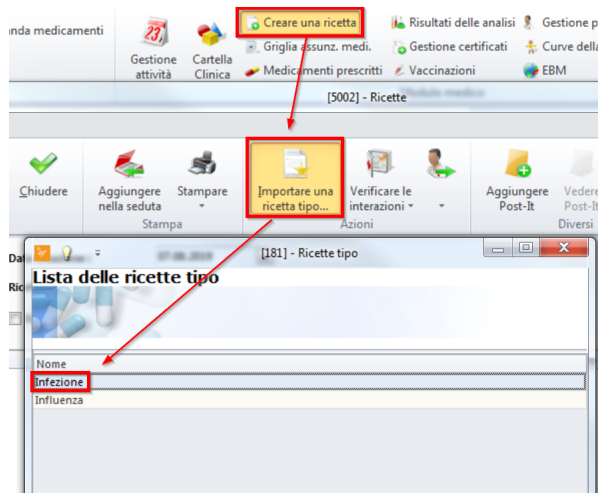 Creare una ricetta
Risultati delle analisi
Gestione p
nda medicamenti
23,
Gestione
attività
Cartella
Clinica
Griglia assunz. medi.
Gestione certificati
Curve della
Medicamenti prescritti
Vaccinazioni
EBM
[5002] - Ricette
Chiudere
Aggiungere
nella seduta
Stampare
Importare una
ricetta tipo...
Verificare le
interazioni
Aggiungere
Post-It
Vedere
Post-It
Stampa
Azioni
Diversi
Dat
[181] - Ricette tipo
Ric
Lista delle ricette tipo
Nome
Infezione
Influenza